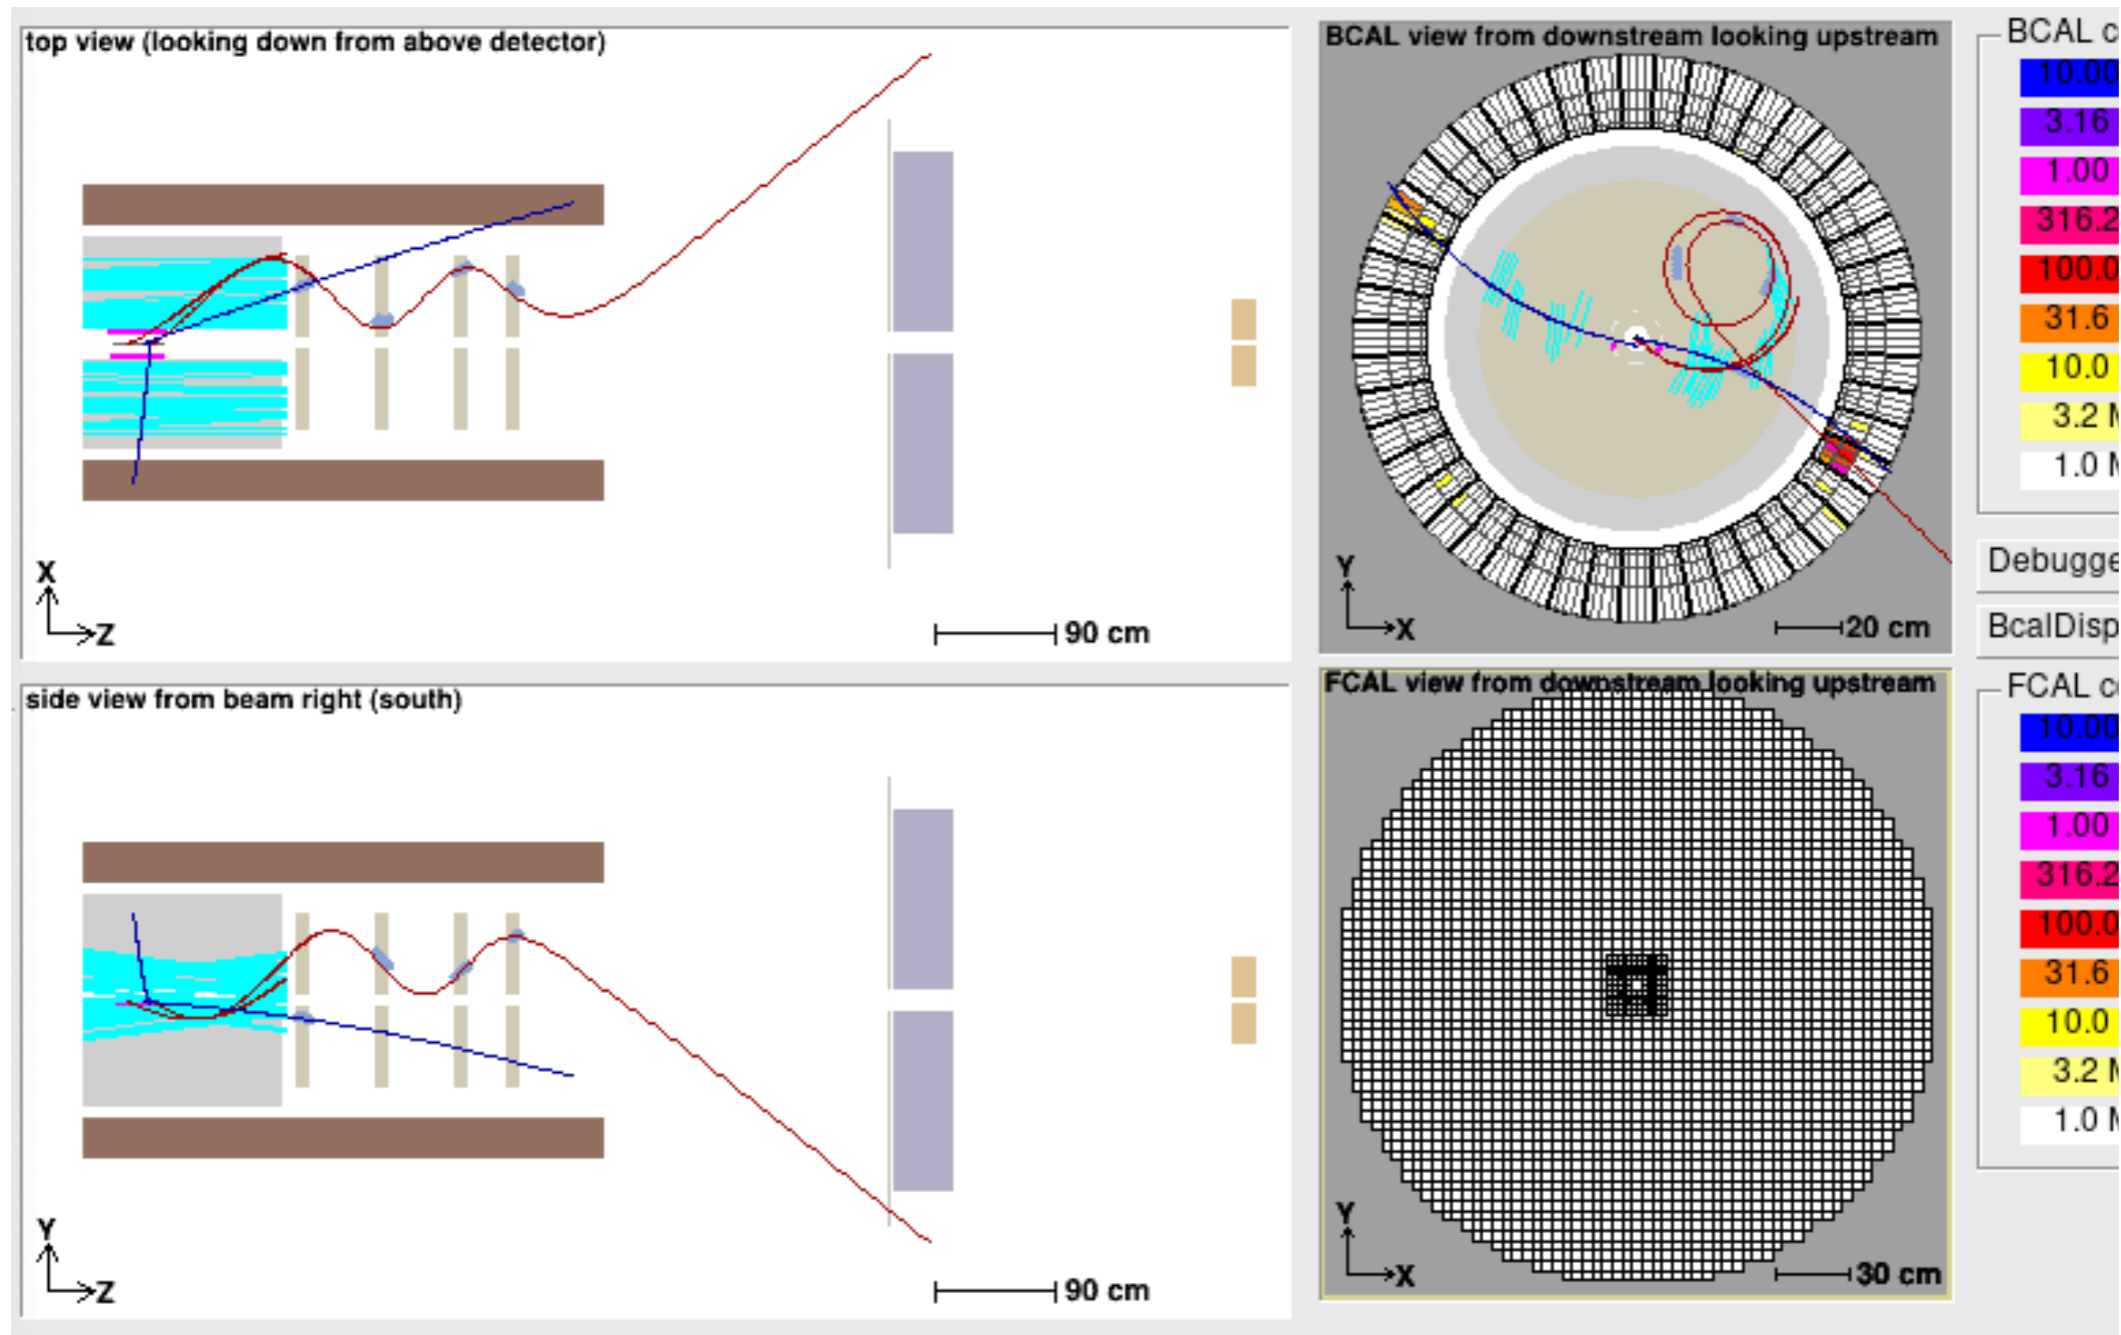 top view (looking down from above detector)
X
Z
90 cm
side view from beam right (south)
Y
Z
90 cm
BCAL view from downstream looking upstream
Y
X
20 cm
FCAL view from downstream looking upstream
Y
X
30 cm
BCAL c
10.00
3.16
1.00
316.2
100.0
31.6
10.0
3.2 M
1.0 M
Debugge
BcalDisp
FCAL c
10.00
3.16
1.00
316.2
100.0
31.6
10.0
3.2 M
1.0 M